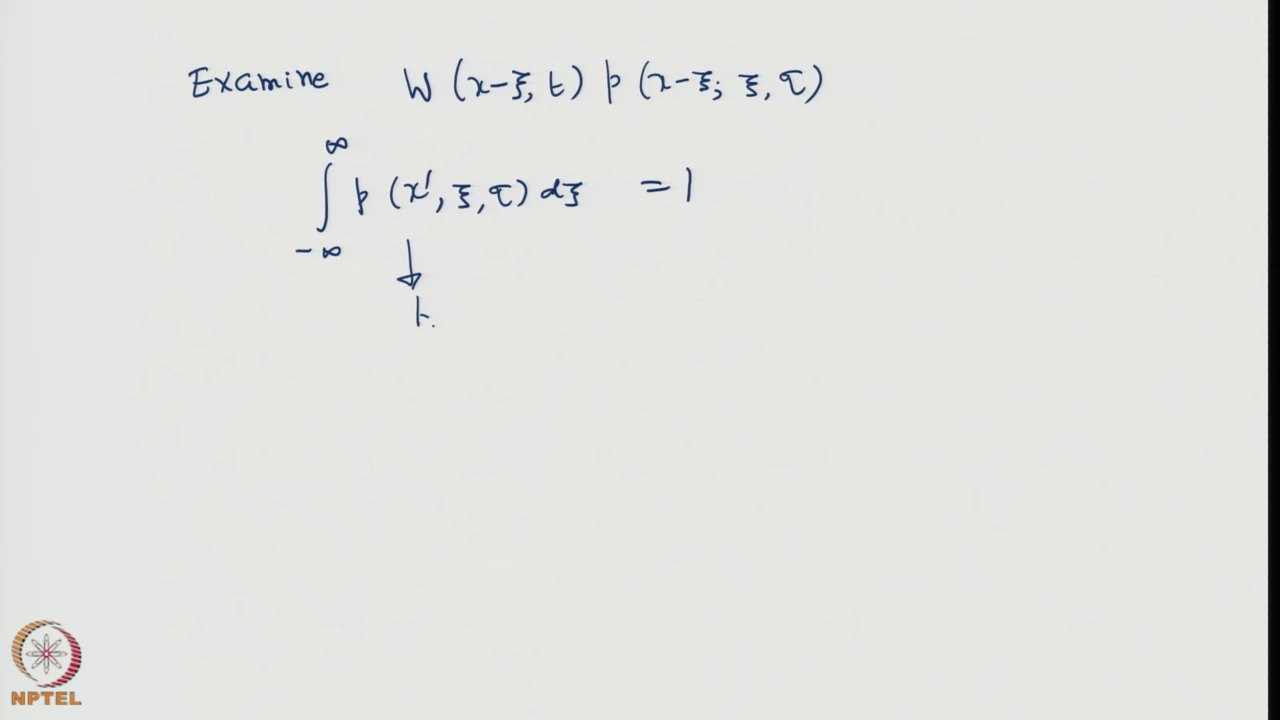 Examine W (x-ξ, t) p (x-ξ; ξ, τ)
∫_{-∞}^{∞} p (x', ξ, τ) dξ = 1
↓
NPTEL